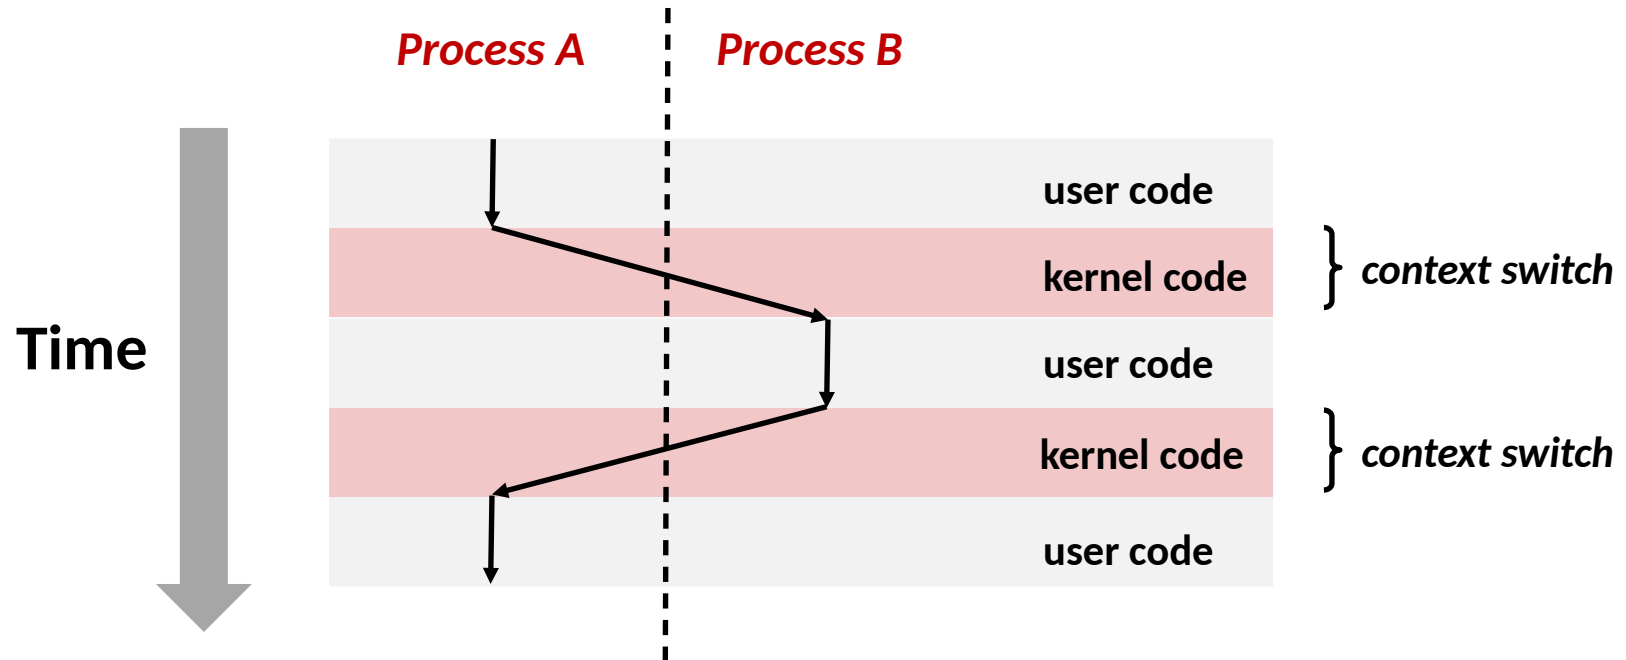 Process A
Process B
user code
kernel code
context switch
Time
user code
kernel code
context switch
user code